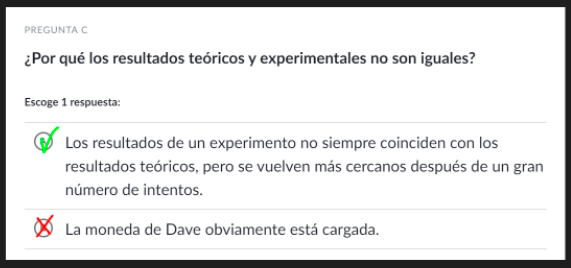 PREGUNTA C
¿Por qué los resultados teóricos y experimentales no son iguales?
Escoge 1 respuesta:
Los resultados de un experimento no siempre coinciden con los
resultados teóricos, pero se vuelven más cercanos después de un gran
número de intentos.
La moneda de Dave obviamente está cargada.